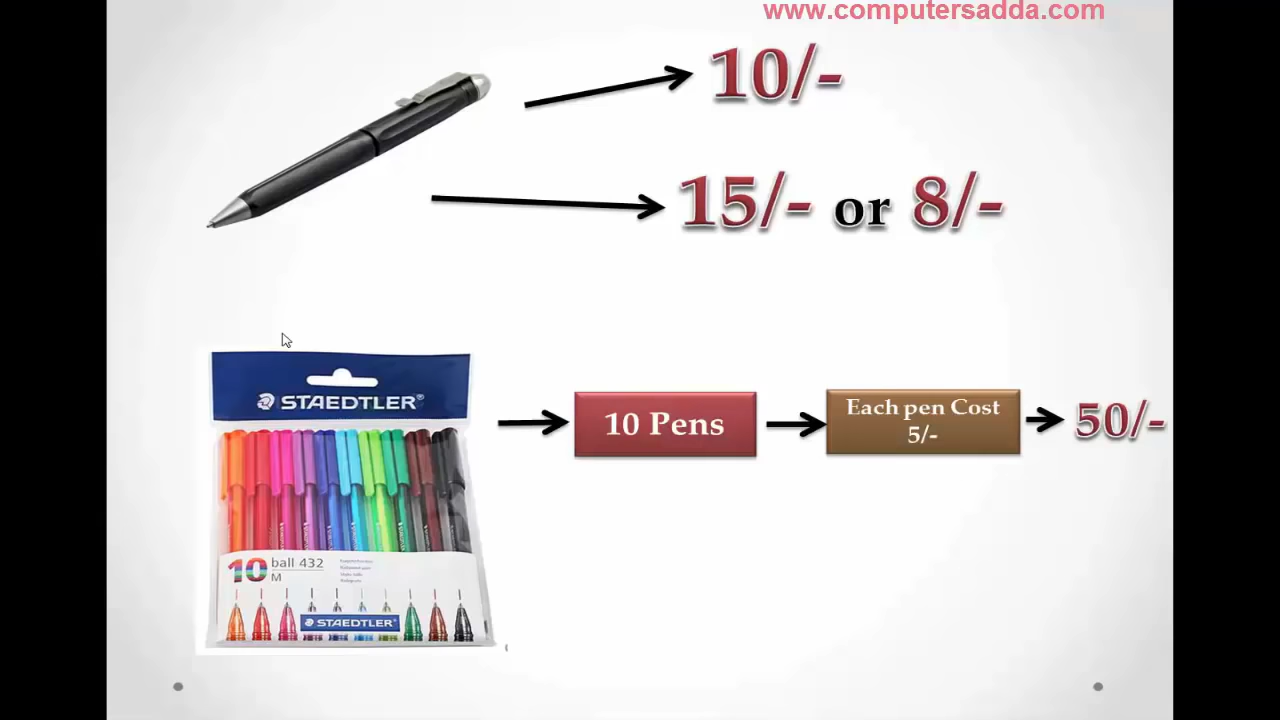 www.computersadda.com
10/-
15/- or 8/-
STAEDTLER®
10 Pens
Each pen Cost
5/-
50/-
10 ball 432
M
STAEDTLER®